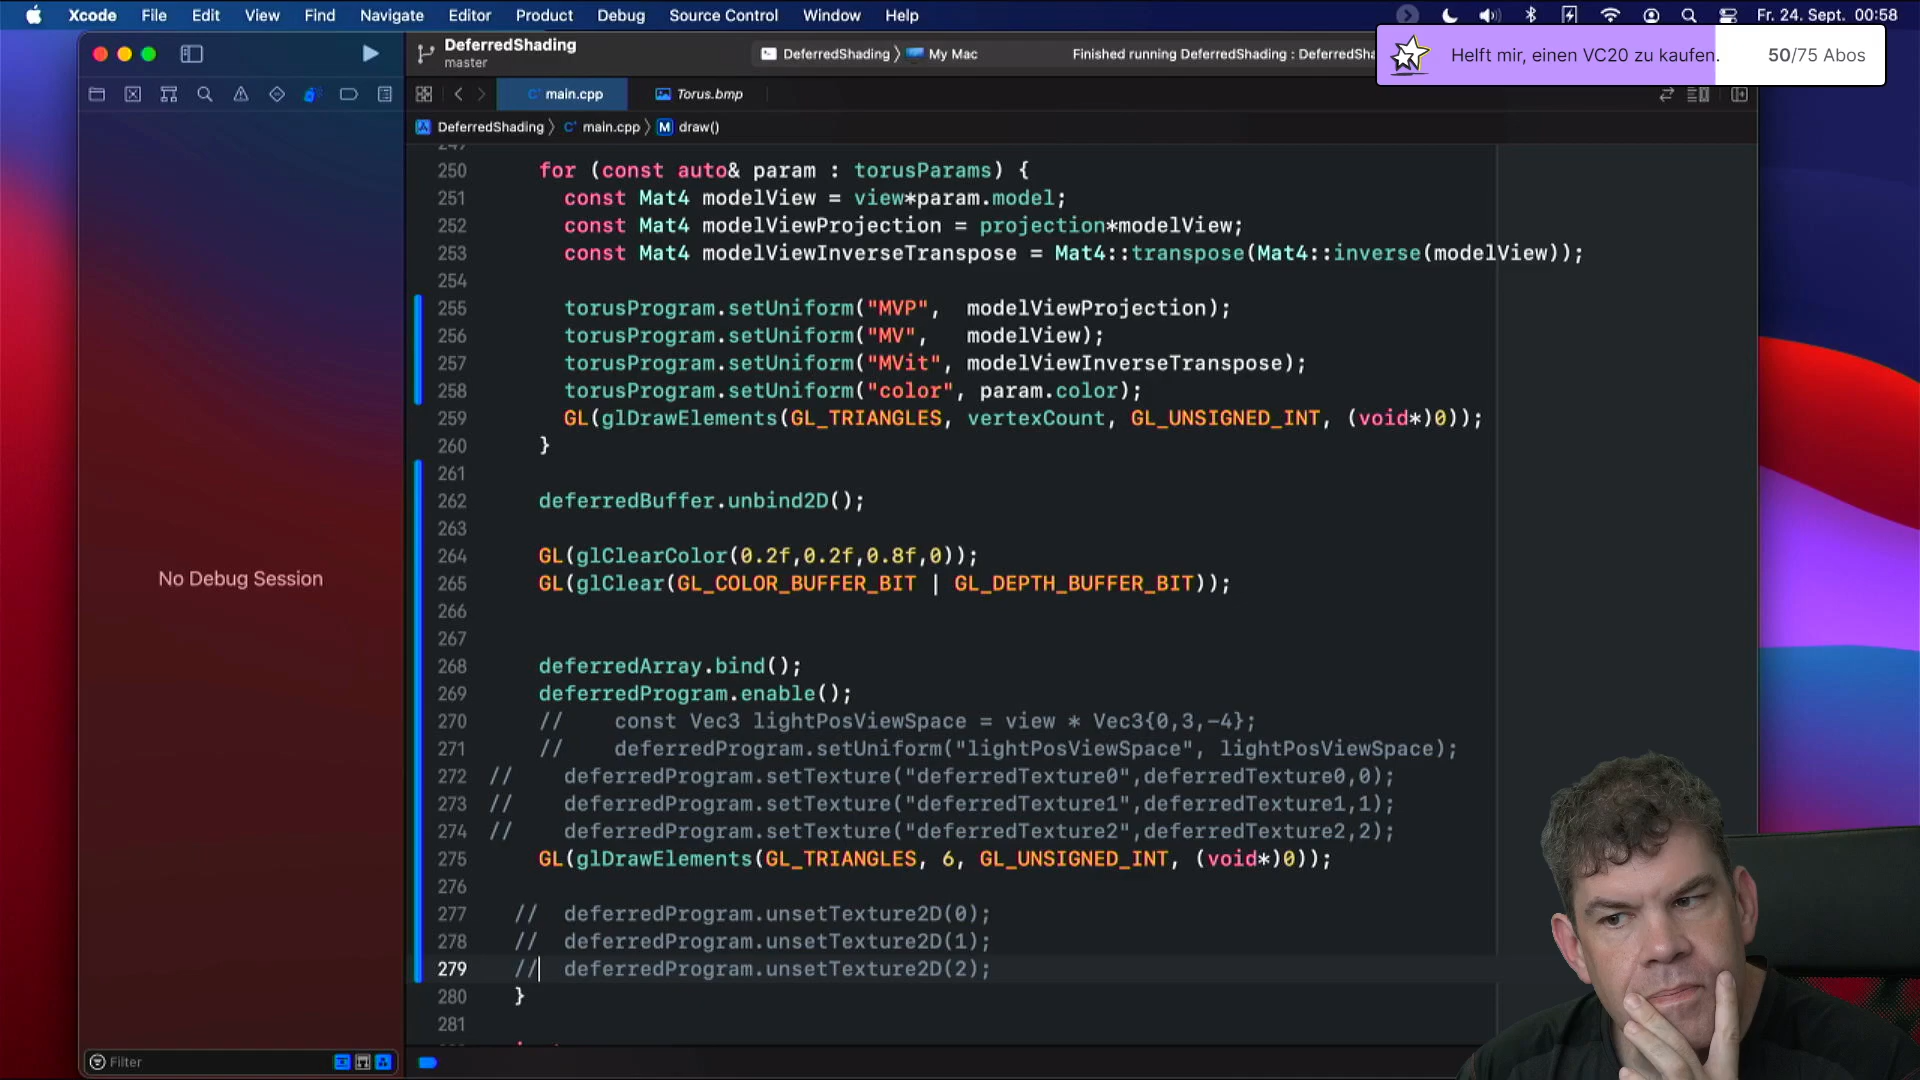 Xcode File Edit View Find Navigate Editor Product Debug Source Control Window Help Fr. 24. Sept. 00:58
DeferredShading
master
DeferredShading 〉 My Mac
Finished running DeferredShading : DeferredSha
Helft mir, einen VC20 zu kaufen. 50/75 Abos
main.cpp Torus.bmp
DeferredShading 〉 main.cpp 〉 M draw()
250 for (const auto& param : torusParams) {
251 const Mat4 modelView = view*param.model;
252 const Mat4 modelViewProjection = projection*modelView;
253 const Mat4 modelViewInverseTranspose = Mat4::transpose(Mat4::inverse(modelView));
254
255 torusProgram.setUniform("MVP", modelViewProjection);
256 torusProgram.setUniform("MV", modelView);
257 torusProgram.setUniform("MVit", modelViewInverseTranspose);
258 torusProgram.setUniform("color", param.color);
259 GL(glDrawElements(GL_TRIANGLES, vertexCount, GL_UNSIGNED_INT, (void*)0));
260 }
261
262 deferredBuffer.unbind2D();
263
264 GL(glClearColor(0.2f,0.2f,0.8f,0));
265 GL(glClear(GL_COLOR_BUFFER_BIT | GL_DEPTH_BUFFER_BIT));
266
267
268 deferredArray.bind();
269 deferredProgram.enable();
270 // const Vec3 lightPosViewSpace = view * Vec3{0,3,-4};
271 // deferredProgram.setUniform("lightPosViewSpace", lightPosViewSpace);
272 // deferredProgram.setTexture("deferredTexture0",deferredTexture0,0);
273 // deferredProgram.setTexture("deferredTexture1",deferredTexture1,1);
274 // deferredProgram.setTexture("deferredTexture2",deferredTexture2,2);
275 GL(glDrawElements(GL_TRIANGLES, 6, GL_UNSIGNED_INT, (void*)0));
276
277 // deferredProgram.unsetTexture2D(0);
278 // deferredProgram.unsetTexture2D(1);
279 // deferredProgram.unsetTexture2D(2);
280 }
281
No Debug Session
Filter